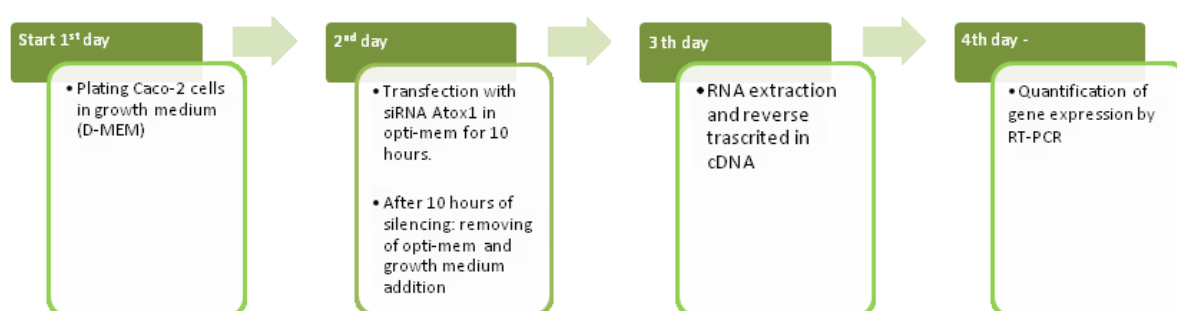 Start 1st day
• Plating Caco-2 cells
in growth medium
(D-MEM)
2nd day
• Transfection with
siRNA Atox1 in
opti-mem for 10
hours.
• After 10 hours of
silencing: removing
of opti-mem and
growth medium
addition
3 th day
•RNA extraction
and reverse
trascrited in
cDNA
4th day -
• Quantification of
gene expression by
RT-PCR